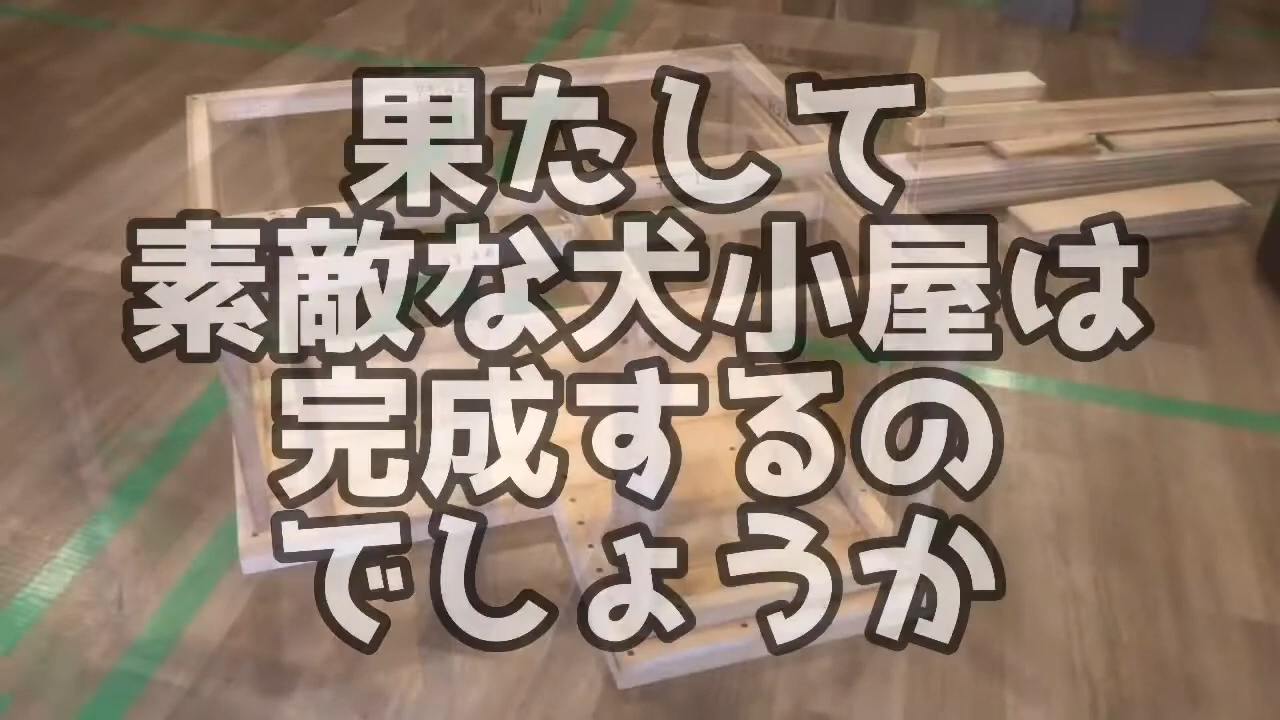 果たして
素敵な犬小屋は
完成するの
でしょうか